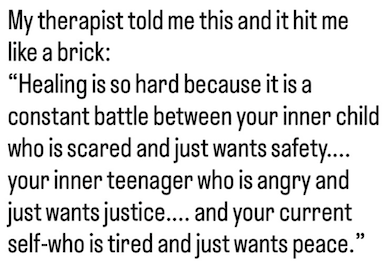 My therapist told me this and it hit me
like a brick:
“Healing is so hard because it is a
constant battle between your inner child
who is scared and just wants safety....
your inner teenager who is angry and
just wants justice.... and your current
self-who is tired and just wants peace.”